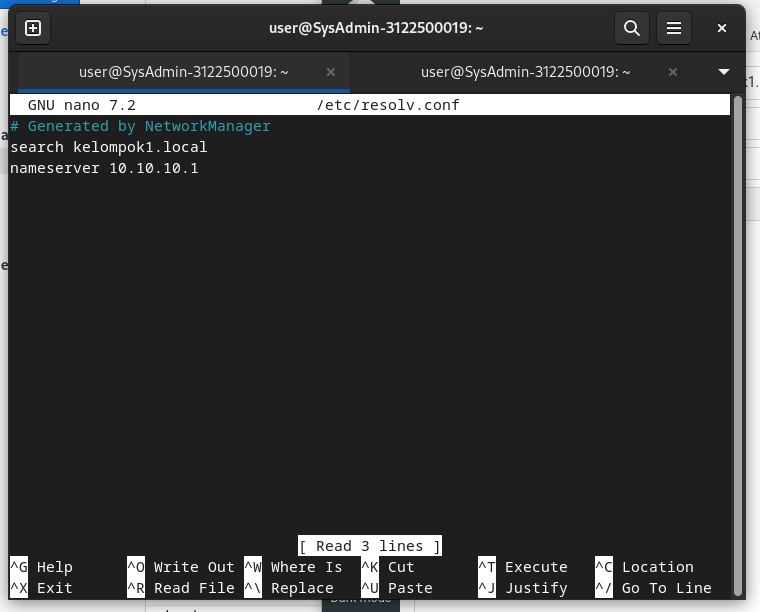 user@SysAdmin-3122500019: ~
user@SysAdmin-3122500019: ~ × user@SysAdmin-3122500019: ~ ×
GNU nano 7.2 /etc/resolv.conf
# Generated by NetworkManager
search kelompok1.local
nameserver 10.10.10.1
[ Read 3 lines ]
^G Help ^O Write Out ^W Where Is ^K Cut ^T Execute ^C Location
^X Exit ^R Read File ^\ Replace ^U Paste ^J Justify ^/ Go To Line